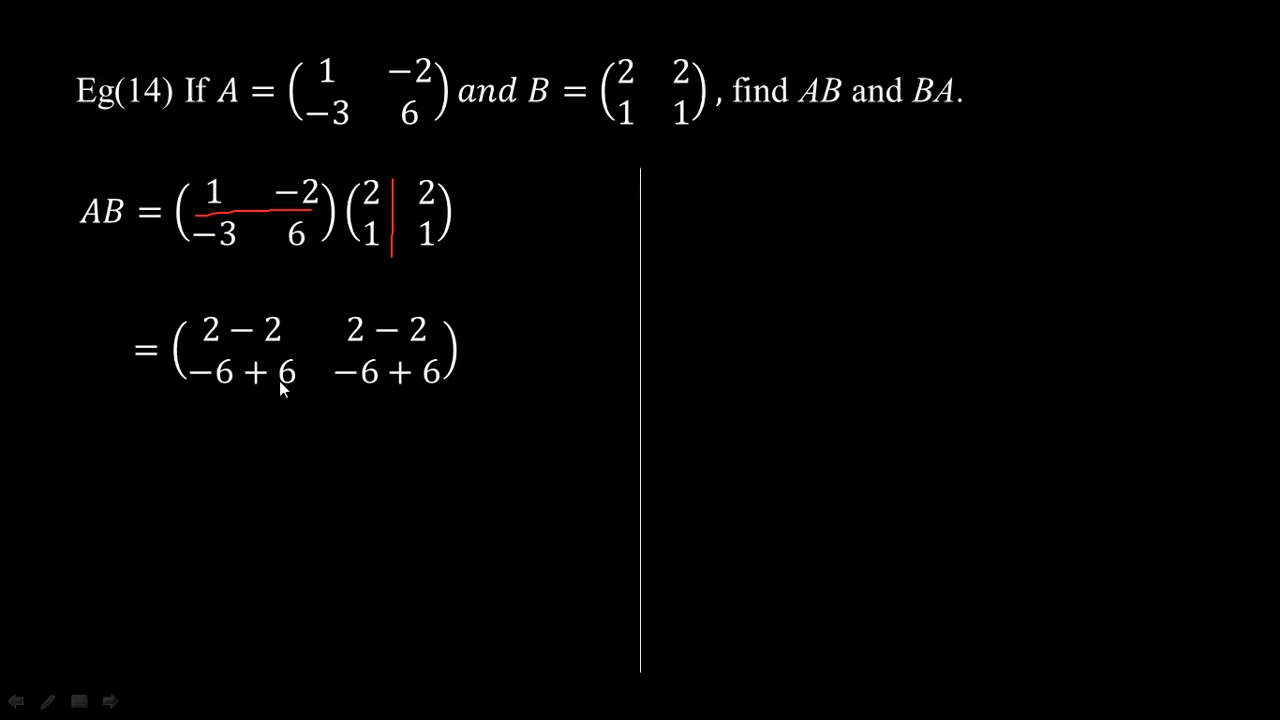 Eg(14) If A = (1 −2 −3 6) and B = (2 2 1 1), find AB and BA.
AB = (1 −2 −3 6)(2 2 1 1)
= (2 − 2 2 − 2 −6 + 6 −6 + 6)